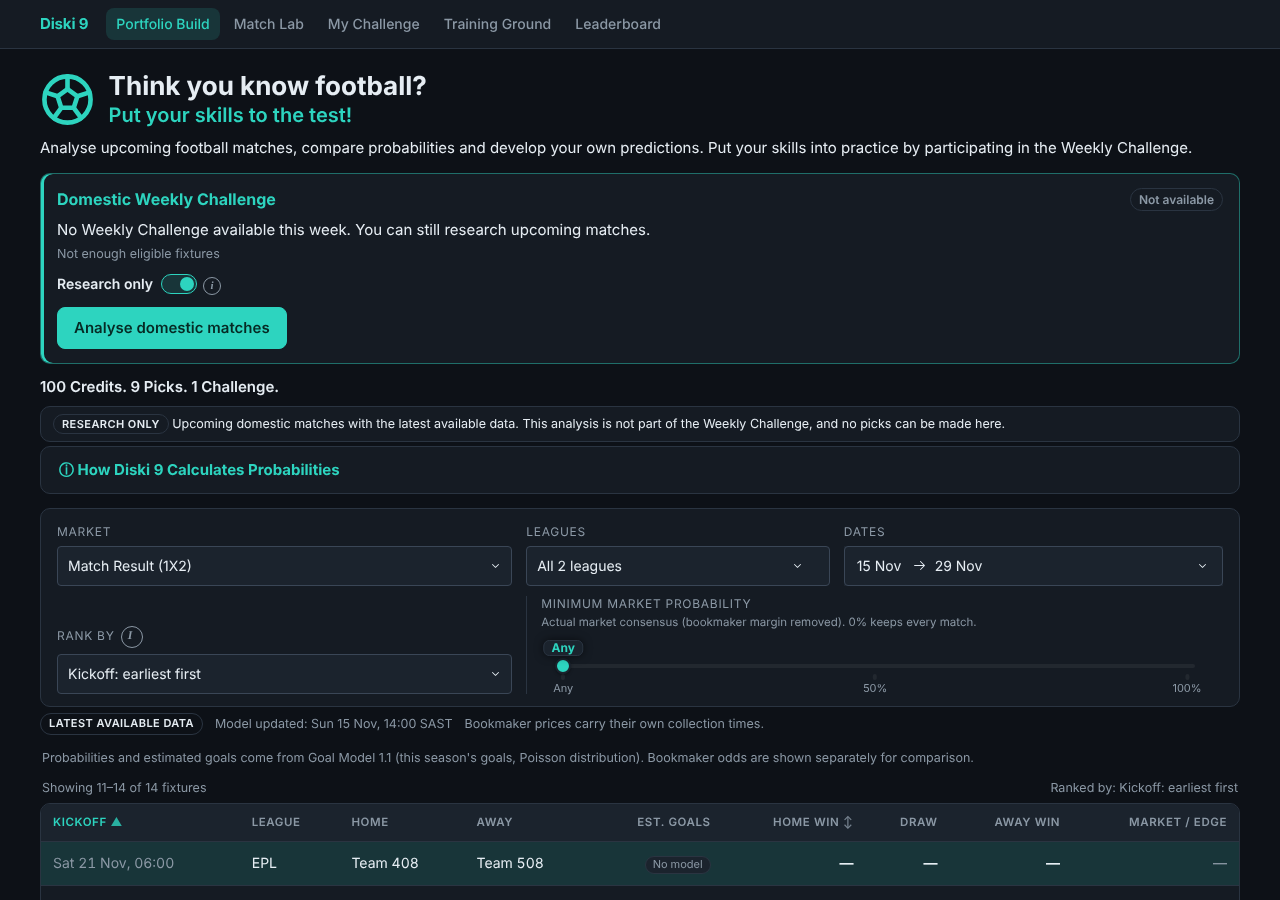 Diski 9 Portfolio Build Match Lab My Challenge Training Ground Leaderboard
Think you know football?
Put your skills to the test!
Analyse upcoming football matches, compare probabilities and develop your own predictions. Put your skills into practice by participating in the Weekly Challenge.
Domestic Weekly Challenge Not available
No Weekly Challenge available this week. You can still research upcoming matches.
Not enough eligible fixtures
Research only i
Analyse domestic matches
100 Credits. 9 Picks. 1 Challenge.
RESEARCH ONLY Upcoming domestic matches with the latest available data. This analysis is not part of the Weekly Challenge, and no picks can be made here.
ⓘ How Diski 9 Calculates Probabilities
MARKET LEAGUES DATES
Match Result (1X2) All 2 leagues 15 Nov → 29 Nov
MINIMUM MARKET PROBABILITY
Actual market consensus (bookmaker margin removed). 0% keeps every match.
RANK BY I
Any
Kickoff: earliest first
Any 50% 100%
LATEST AVAILABLE DATA Model updated: Sun 15 Nov, 14:00 SAST Bookmaker prices carry their own collection times.
Probabilities and estimated goals come from Goal Model 1.1 (this season's goals, Poisson distribution). Bookmaker odds are shown separately for comparison.
Showing 11–14 of 14 fixtures Ranked by: Kickoff: earliest first
KICKOFF ▲ LEAGUE HOME AWAY EST. GOALS HOME WIN ↕ DRAW AWAY WIN MARKET / EDGE
Sat 21 Nov, 06:00 EPL Team 408 Team 508 No model — — — —